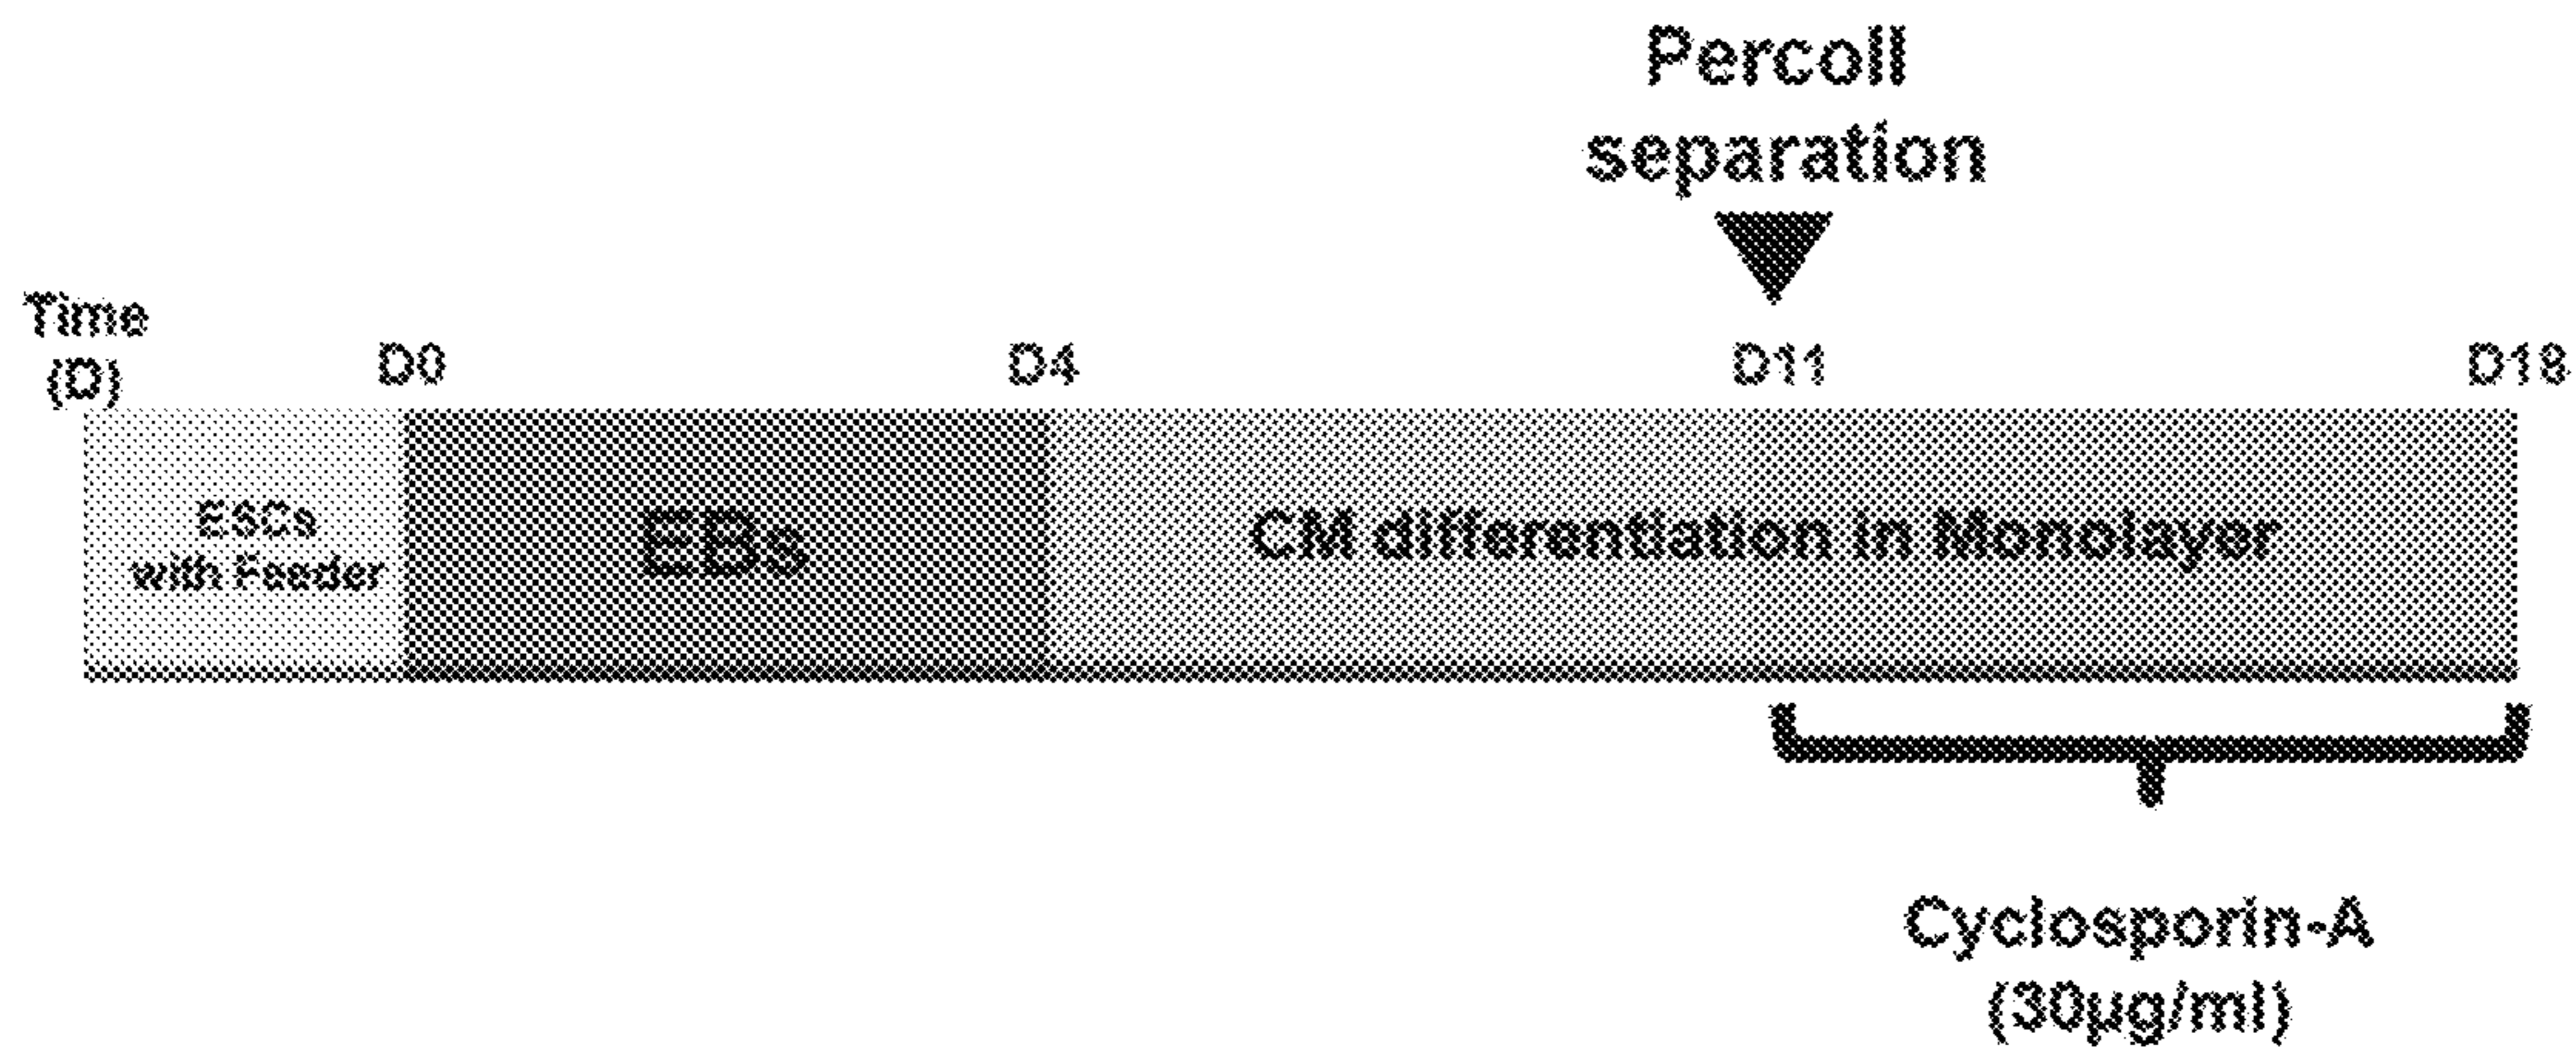 Percoll
separation
Time
(D)
D0
D4
D11
D18
ESCs
with Feeder
EBs
CM differentiation in Monolayer
Cyclosporin-A
(30µg/ml)